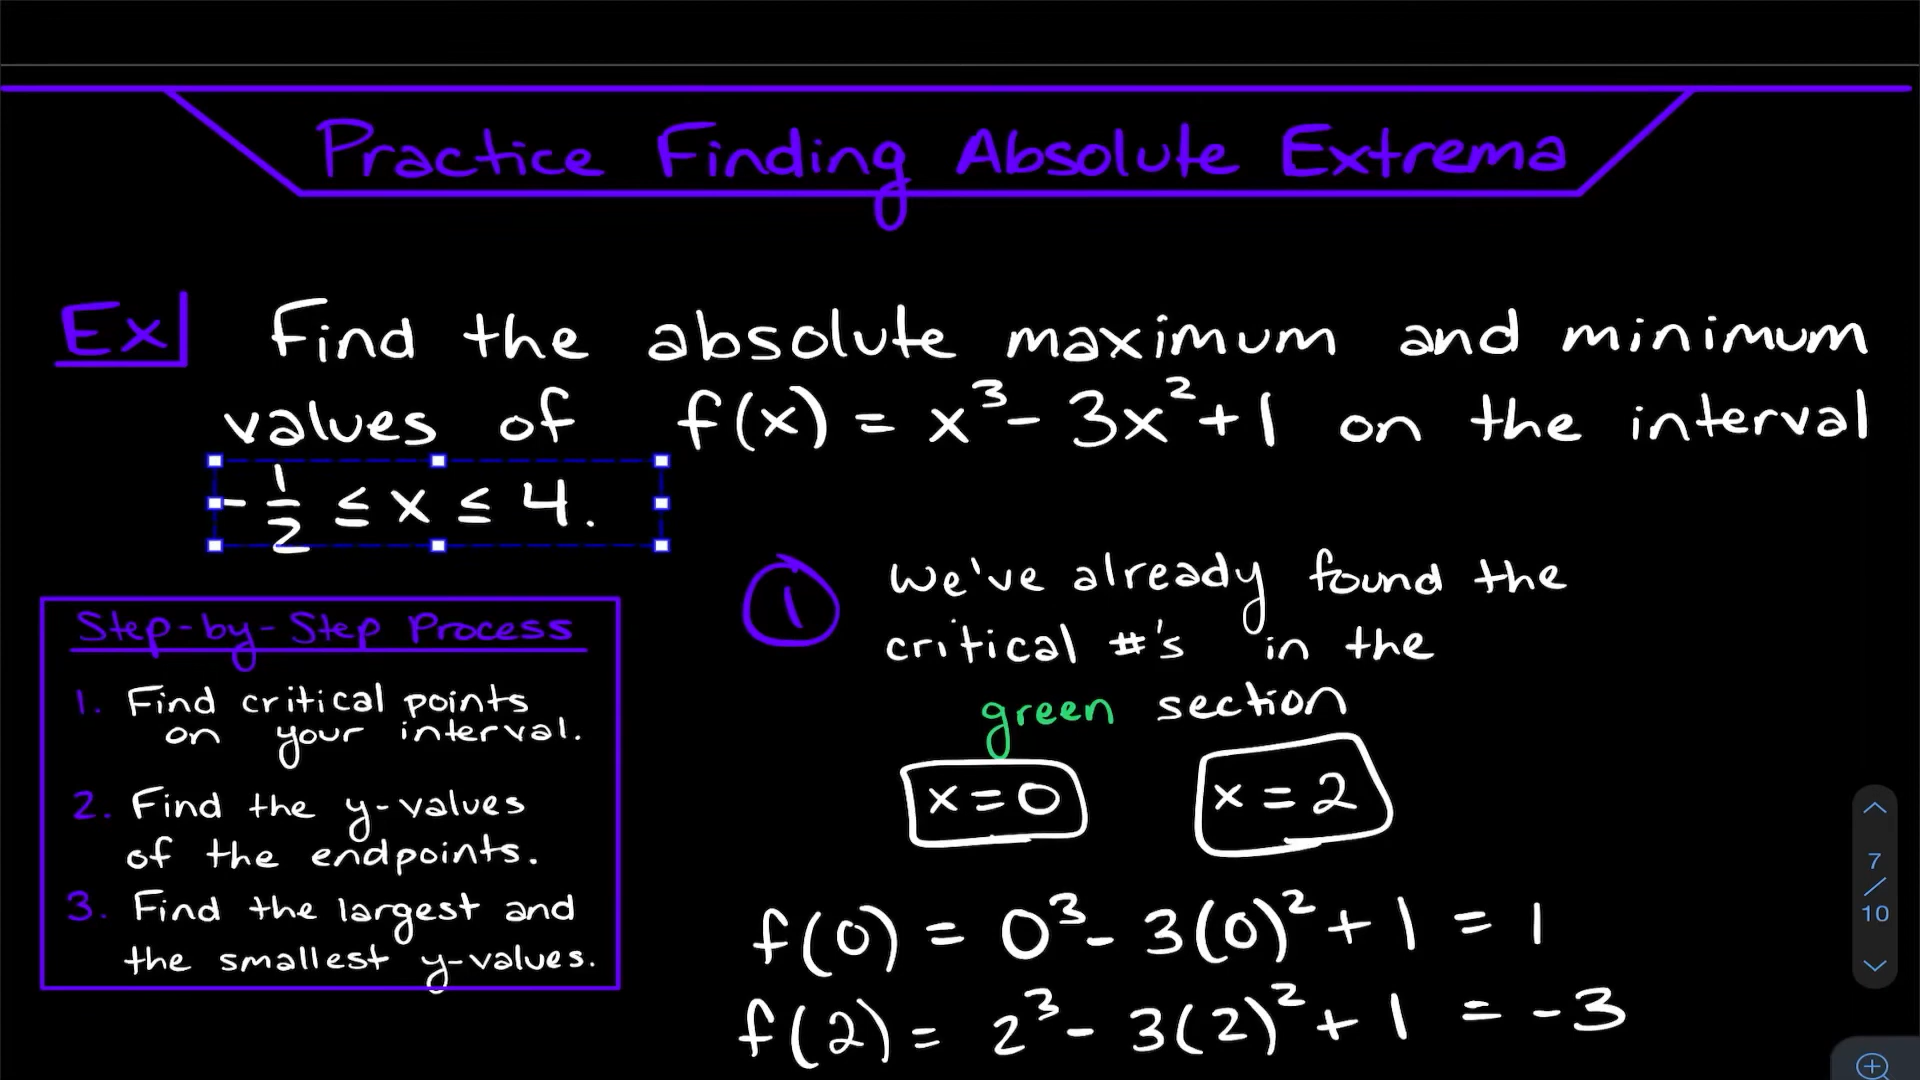 Practice Finding Absolute Extrema
Ex Find the absolute maximum and minimum
values of f(x) = x³ - 3x² + 1 on the interval
-1/2 ≤ x ≤ 4.
Step-by-Step Process
1. Find critical points
on your interval.
2. Find the y-values
of the endpoints.
3. Find the largest and
the smallest y-values.
1 We've already found the
critical #'s in the
green section
x = 0 x = 2
f(0) = 0³ - 3(0)² + 1 = 1
f(2) = 2³ - 3(2)² + 1 = -3
7
/
10